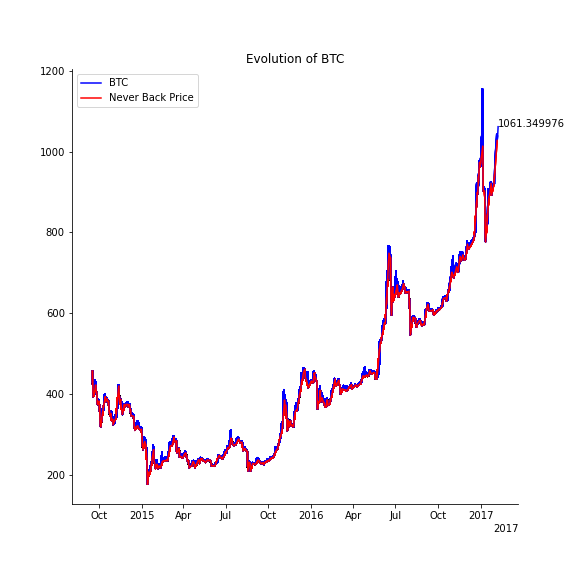 Evolution of BTC
BTC
Never Back Price
1200
1000
800
600
400
200
1061.349976
Oct 2015 Apr Jul Oct 2016 Apr Jul Oct 2017
2017